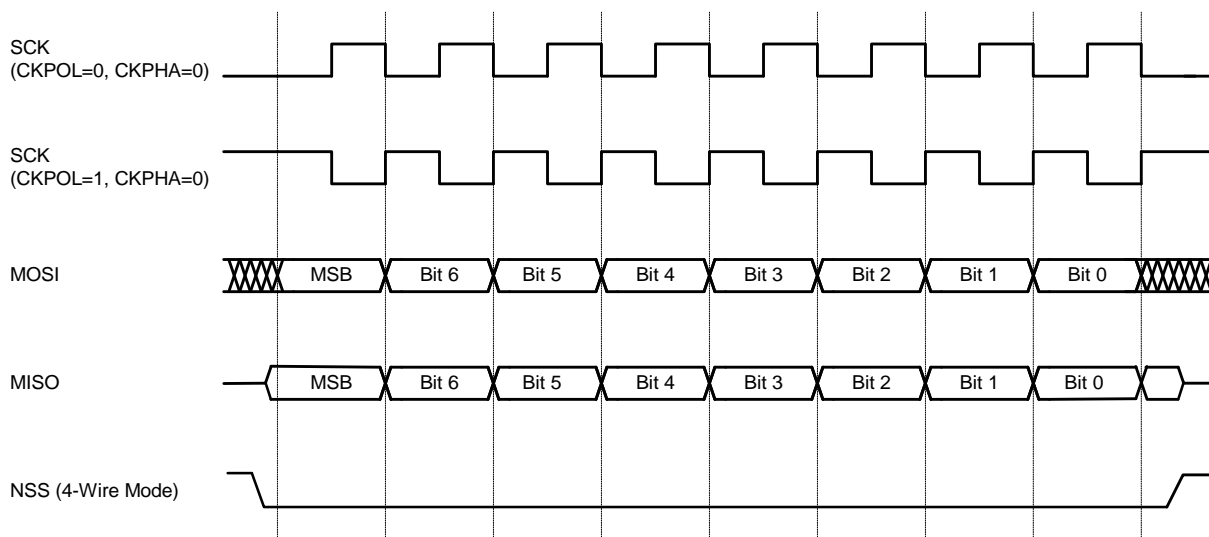 SCK
(CKPOL=0, CKPHA=0)
SCK
(CKPOL=1, CKPHA=0)
MOSI MSB Bit 6 Bit 5 Bit 4 Bit 3 Bit 2 Bit 1 Bit 0
MISO MSB Bit 6 Bit 5 Bit 4 Bit 3 Bit 2 Bit 1 Bit 0
NSS (4-Wire Mode)